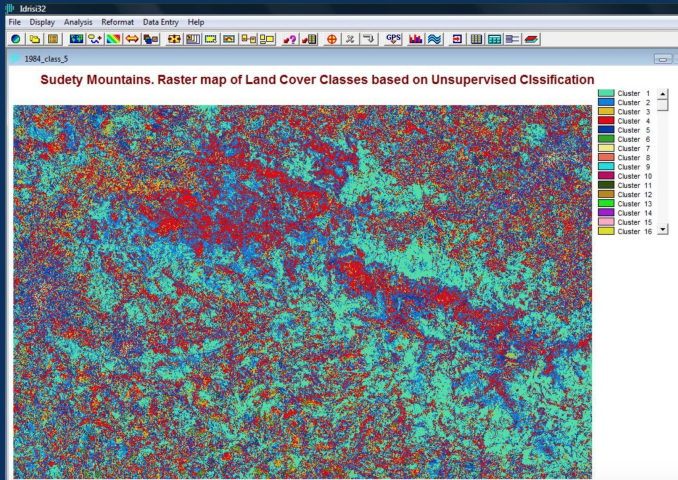 Idrisi32
File Display Analysis Reformat Data Entry Help
GPS
1984_class_5
Sudety Mountains. Raster map of Land Cover Classes based on Unsupervised Clssification
Cluster 1
Cluster 2
Cluster 3
Cluster 4
Cluster 5
Cluster 6
Cluster 7
Cluster 8
Cluster 9
Cluster 10
Cluster 11
Cluster 12
Cluster 13
Cluster 14
Cluster 15
Cluster 16